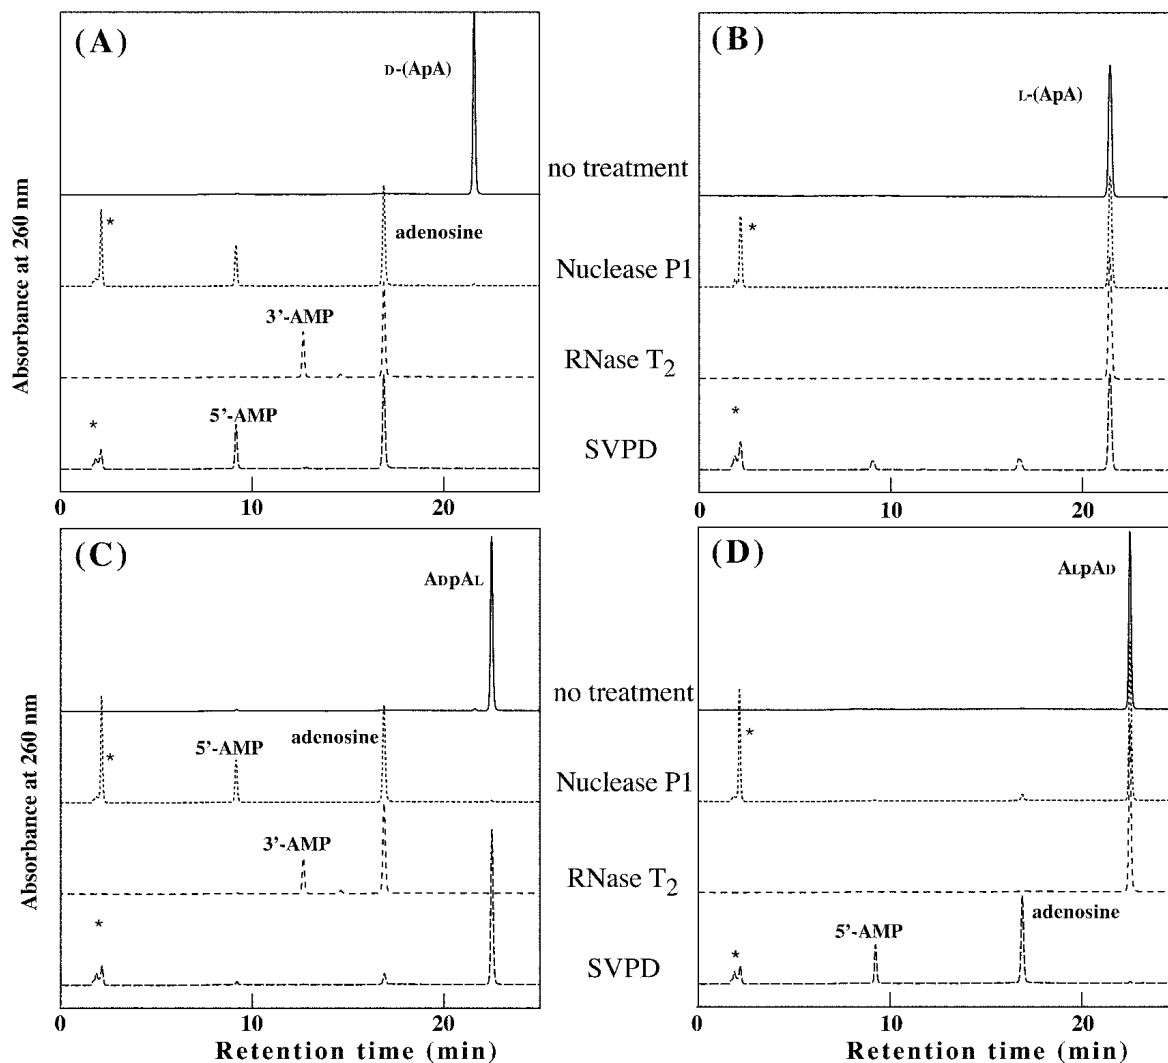 (A)
D-(ApA)
(B)
L-(ApA)
no treatment
*
adenosine
*
Nuclease P1
3'-AMP
RNase T2
*
5'-AMP
*
SVPD
Absorbance at 260 nm
0 10 20
0 10 20
(C)
ADpAL
(D)
ALpAD
no treatment
*
5'-AMP
adenosine
*
Nuclease P1
3'-AMP
RNase T2
*
*
5'-AMP
adenosine
SVPD
Absorbance at 260 nm
0 10 20
0 10 20
Retention time (min)
Retention time (min)